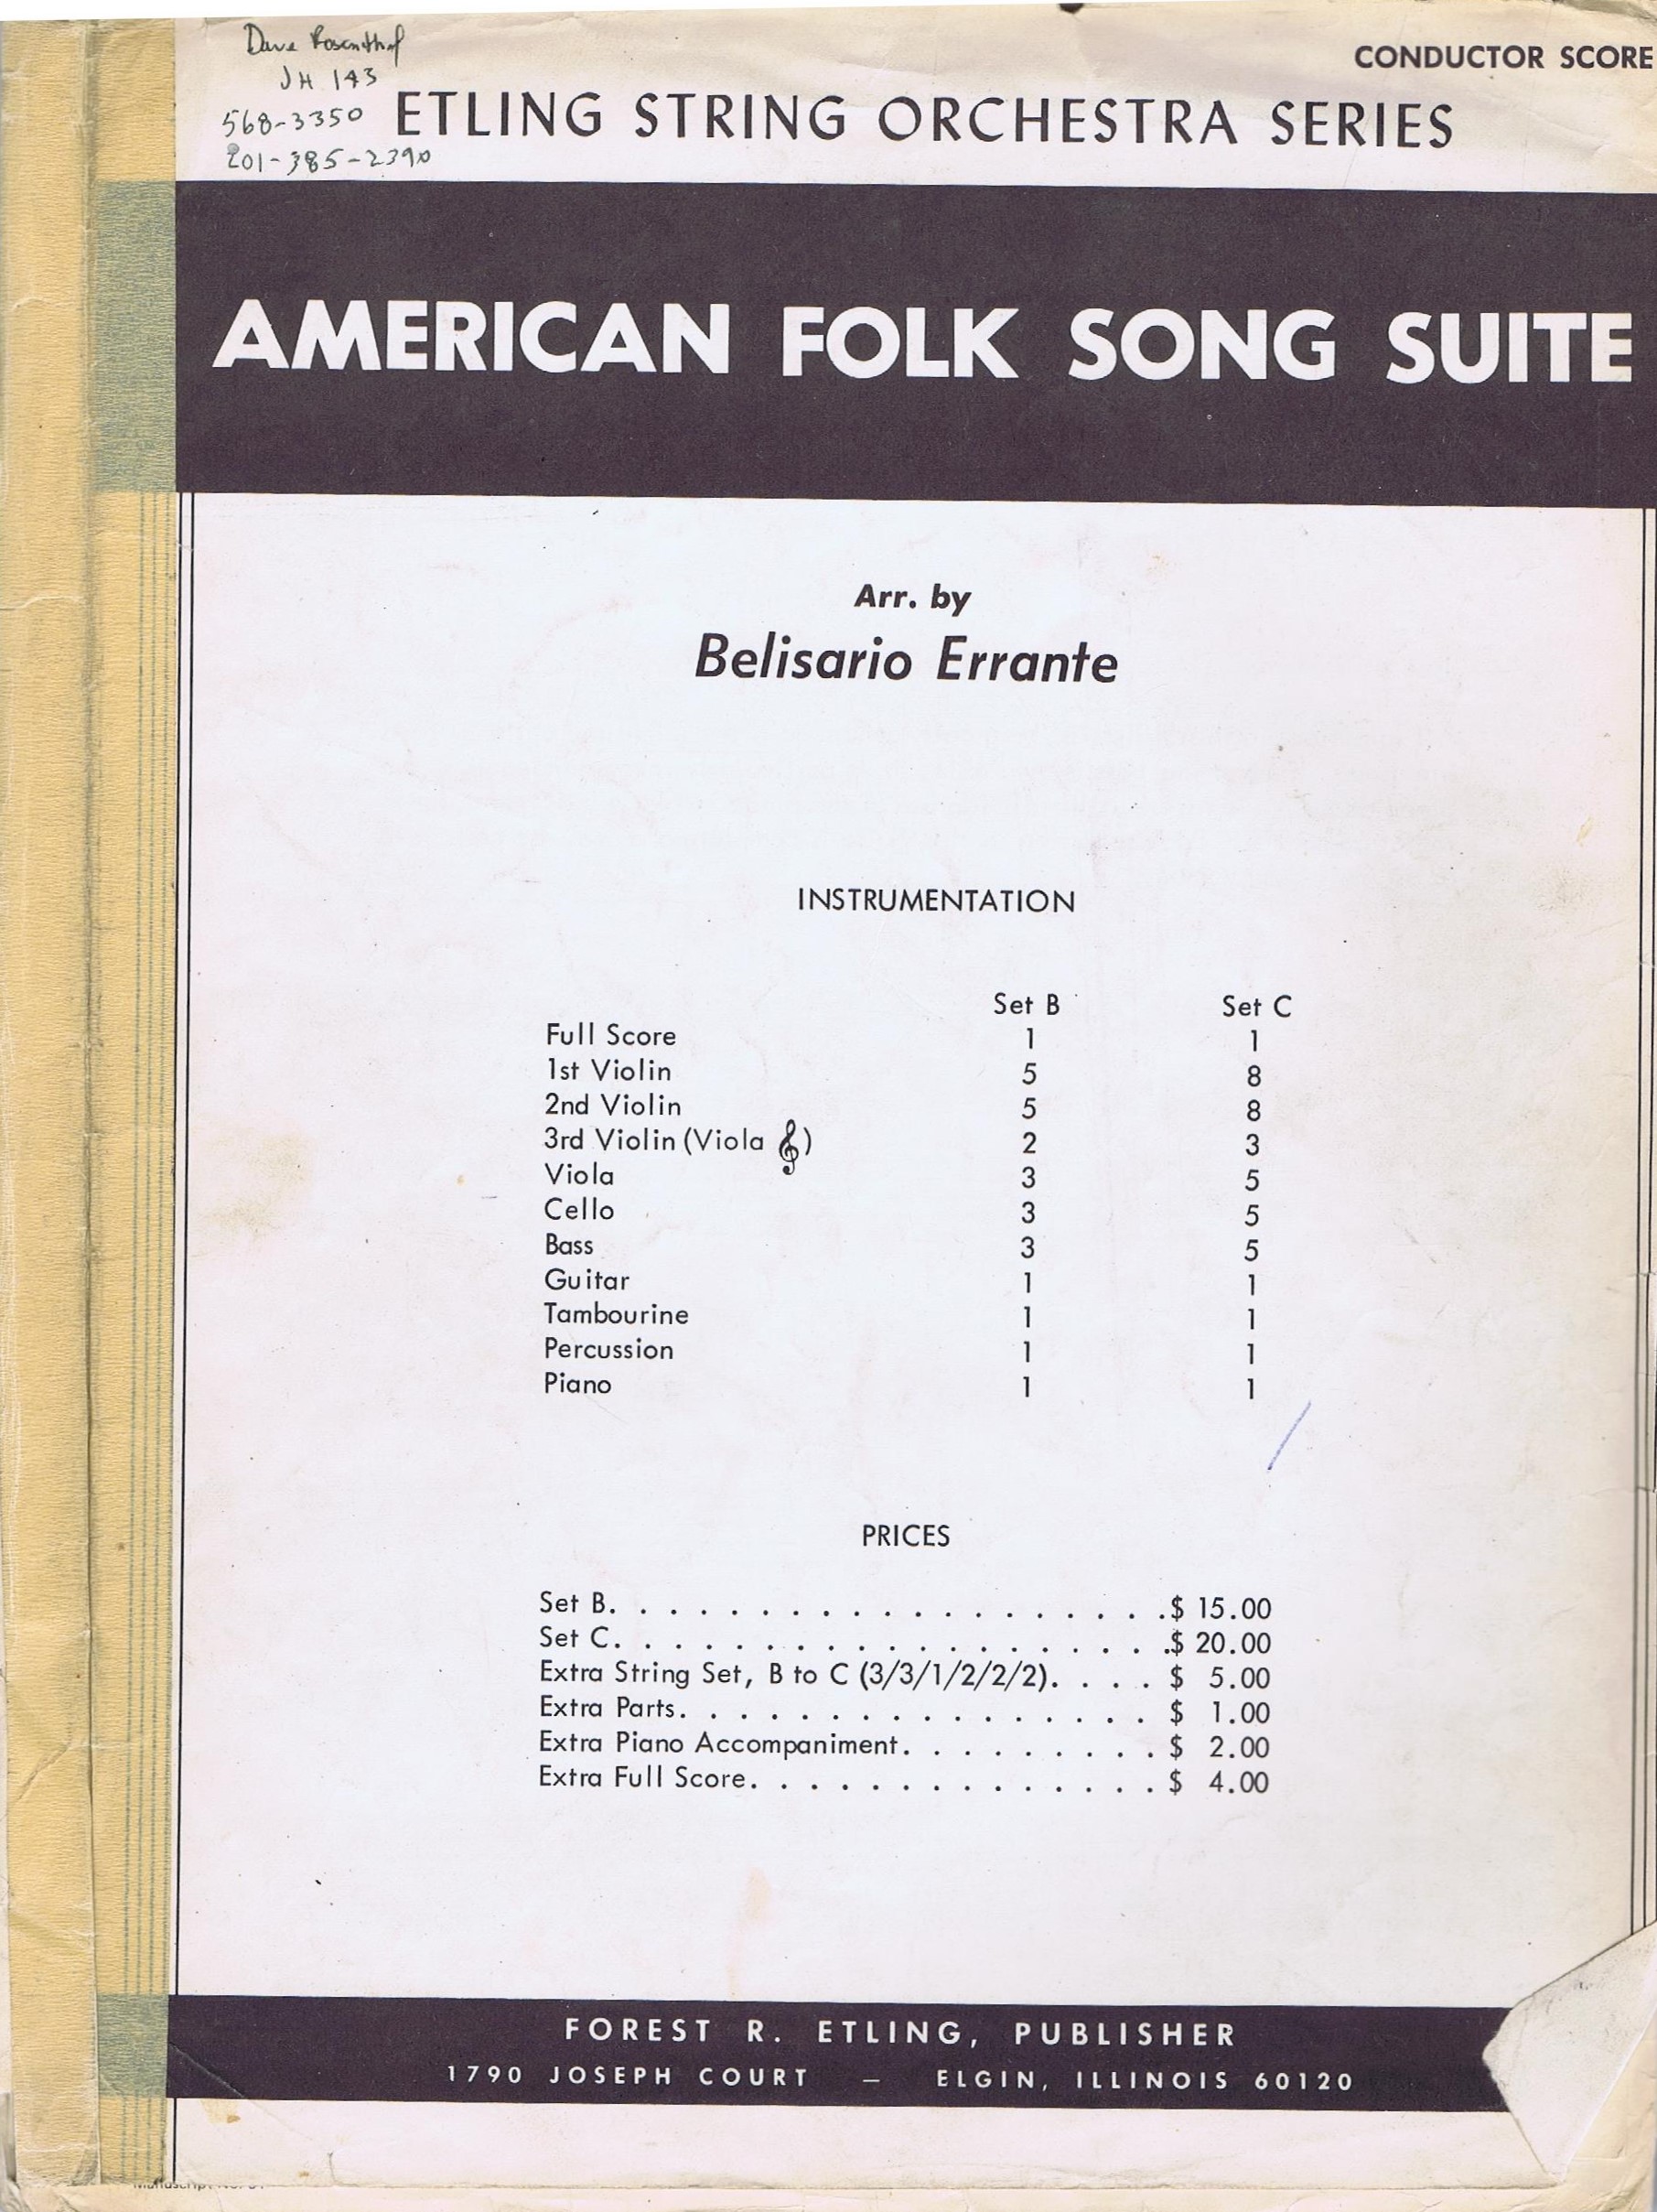 Dave Rosenthal
JH 143
568-3350
201-385-2390
CONDUCTOR SCORE
ETLING STRING ORCHESTRA SERIES
AMERICAN FOLK SONG SUITE
Arr. by
Belisario Errante
INSTRUMENTATION
Set B Set C
Full Score 1 1
1st Violin 5 8
2nd Violin 5 8
3rd Violin (Viola 𝄞) 2 3
Viola 3 5
Cello 3 5
Bass 3 5
Guitar 1 1
Tambourine 1 1
Percussion 1 1
Piano 1 1
PRICES
Set B. . . . . . . . . . . . . . . . . . . .$ 15.00
Set C. . . . . . . . . . . . . . . . . . . .$ 20.00
Extra String Set, B to C (3/3/1/2/2/2). . . . $ 5.00
Extra Parts. . . . . . . . . . . . . . . . $ 1.00
Extra Piano Accompaniment. . . . . . . . . $ 2.00
Extra Full Score. . . . . . . . . . . . . . $ 4.00
FOREST R. ETLING, PUBLISHER
1790 JOSEPH COURT — ELGIN, ILLINOIS 60120